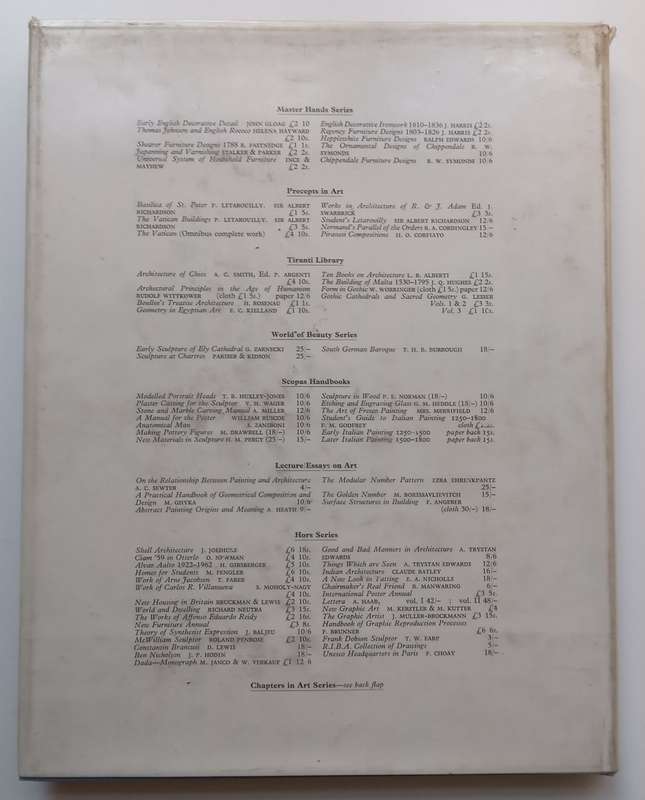 Master Hands Series
Early English Decorative Detail JOHN GLOAG £2 10
Thomas Johnson and English Rococo HELENA HAYWARD
£2 10s.
Shearer Furniture Designs 1788 R. FASTNEDGE £1 1s.
Japanning and Varnishing STALKER & PARKER £2 2s.
Universal System of Household Furniture INCE &
MAYHEW £2 2s.
English Decorative Ironwork 1610-1836 J. HARRIS £2 2s.
Regency Furniture Designs 1803-1826 J. HARRIS £2 2s.
Hepplewhite Furniture Designs RALPH EDWARDS 10/6
The Ornamental Designs of Chippendale R. W.
SYMONDS 10/6
Chippendale Furniture Designs R. W. SYMONDS 10/6
Precepts in Art
Basilica of St. Peter P. LETAROUILLY. SIR ALBERT
RICHARDSON £1 5s.
The Vatican Buildings P. LETAROUILLY. SIR ALBERT
RICHARDSON £3 5s.
The Vatican (Omnibus complete work) £4 10s.
Works in Architecture of R. & J. Adam Ed. J.
SWARBRICK £3 3s.
Student's Letarouilly SIR ALBERT RICHARDSON 12/6
Normand's Parallel of the Orders R. A. CORDINGLEY 15/-
Piranesi Compositions H. O. CORFIATO 12/6
Tiranti Library
Architecture of Chios A. C. SMITH, Ed. P. ARGENTI
£4 10s.
Architectural Principles in the Age of Humanism
RUDOLF WITTKOWER (cloth £1 5s.) paper 12/6
Boullée's Treatise Architecture H. ROSENAU £1 1s.
Geometry in Egyptian Art E. C. KIELLAND £1 10s.
Ten Books on Architecture L. B. ALBERTI £1 15s.
The Building of Malta 1530-1795 J. Q. HUGHES £2 2s.
Form in Gothic W. WORRINGER (cloth £1 5s.) paper 12/6
Gothic Cathedrals and Sacred Geometry G. LESSER
Vols. 1 & 2 £3 3s.
Vol. 3 £1 10s.
World of Beauty Series
Early Sculpture of Ely Cathedral G. ZARNECKI 25/-
Sculpture at Chartres PARISER & KIDSON 25/-
South German Baroque T. H. B. BURROUGH 18/-
Scopas Handbooks
Modelled Portrait Heads T. B. HUXLEY-JONES 10/6
Plaster Casting for the Sculptor V. H. WAGER 10/6
Stone and Marble Carving Manual A. MILLER 12/6
A Manual for the Potter WILLIAM RUSCOE 10/6
Anatomical Man S. ZANIBONI 10/6
Making Pottery Figures M. DRAWBELL (18/-) 10/6
New Materials in Sculpture H. M. PERCY (25/-) 15/-
Sculpture in Wood P. E. NORMAN (18/-) 10/6
Etching and Engraving Glass G. M. HEDDLE (15/-) 10/6
The Art of Fresco Painting MRS. MERRIFIELD 12/6
Student's Guide to Italian Painting 1250-1800
F. M. GODFREY cloth
Early Italian Painting 1250-1500 paper back 15s.
Later Italian Painting 1500-1800 paper back 15s.
Lecture Essays on Art
On the Relationship Between Painting and Architecture
A. C. SEWTER 4/-
A Practical Handbook of Geometrical Composition and
Design M. GHYKA 10/6
Abstract Painting Origins and Meaning A. HEATH 9/-
The Modular Number Pattern EZRA EHRENKRANTZ
25/-
The Golden Number M. BORISSAVLIEVITCH 15/-
Surface Structures in Building F. ANGERER
(cloth 30/-) 18/-
Hors Series
Shell Architecture J. JOEDICKE £6 18s.
Ciam '59 in Otterlo O. NEWMAN £4 10s.
Alvar Aalto 1922-1962 H. GIRSBERGER £5 10s.
Homes for Students M. FENGLER £6 10s.
Work of Arne Jacobsen T. FABER £4 10s.
Work of Carlos R. Villanueva S. MOHOLY-NAGY
£4 10s.
New Housing in Britain BRUCKMAN & LEWIS £2 10s.
World and Dwelling RICHARD NEUTRA £3 15s.
The Works of Affonso Eduardo Reidy £2 16s.
New Furniture Annual £3 8s.
Theory of Synthesist Expression J. BALJEU 10/6
McWilliam Sculptor ROLAND PENROSE £2 10s.
Constantin Brancusi D. LEWIS 18/-
Ben Nicholson J. P. HODIN 18/-
Dada—Monograph M. JANCO & W. VERKAUF £1 12 6
Good and Bad Manners in Architecture A. TRYSTAN
EDWARDS 8/6
Things Which are Seen A. TRYSTAN EDWARDS 12/6
Indian Architecture CLAUDE BATLEY 16/-
A New Look in Tatting E. A. NICHOLLS 18/-
Chairmaker's Real Friend R. MANWARING 6/-
International Poster Annual £3 5s.
Lettera A. HAAB, vol. I 42/- : vol. II 48/-
New Graphic Art M. KERSTLER & M. KUTTER £4
The Graphic Artist J. MÜLLER-BROCKMANN £3 15s.
Handbook of Graphic Reproduction Processes
F. BRUNNER £6 6s.
Frank Dobson Sculptor T. W. EARP 3/-
R.I.B.A. Collection of Drawings 5/-
Unesco Headquarters in Paris F. CHOAY 18/-
Chapters in Art Series—see back flap